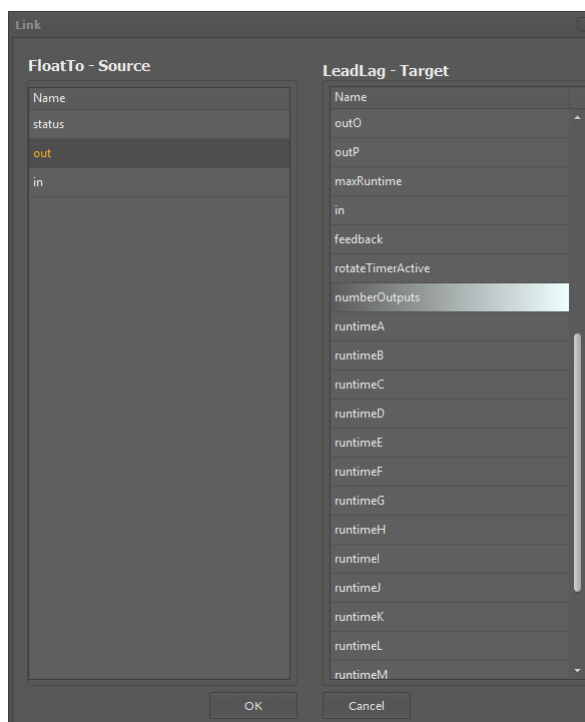 Link
FloatTo - Source
Name
status
out
in
LeadLag - Target
Name
outO
outP
maxRuntime
in
feedback
rotateTimerActive
numberOutputs
runtimeA
runtimeB
runtimeC
runtimeD
runtimeE
runtimeF
runtimeG
runtimeH
runtimeI
runtimeJ
runtimeK
runtimeL
runtimeM
OK
Cancel